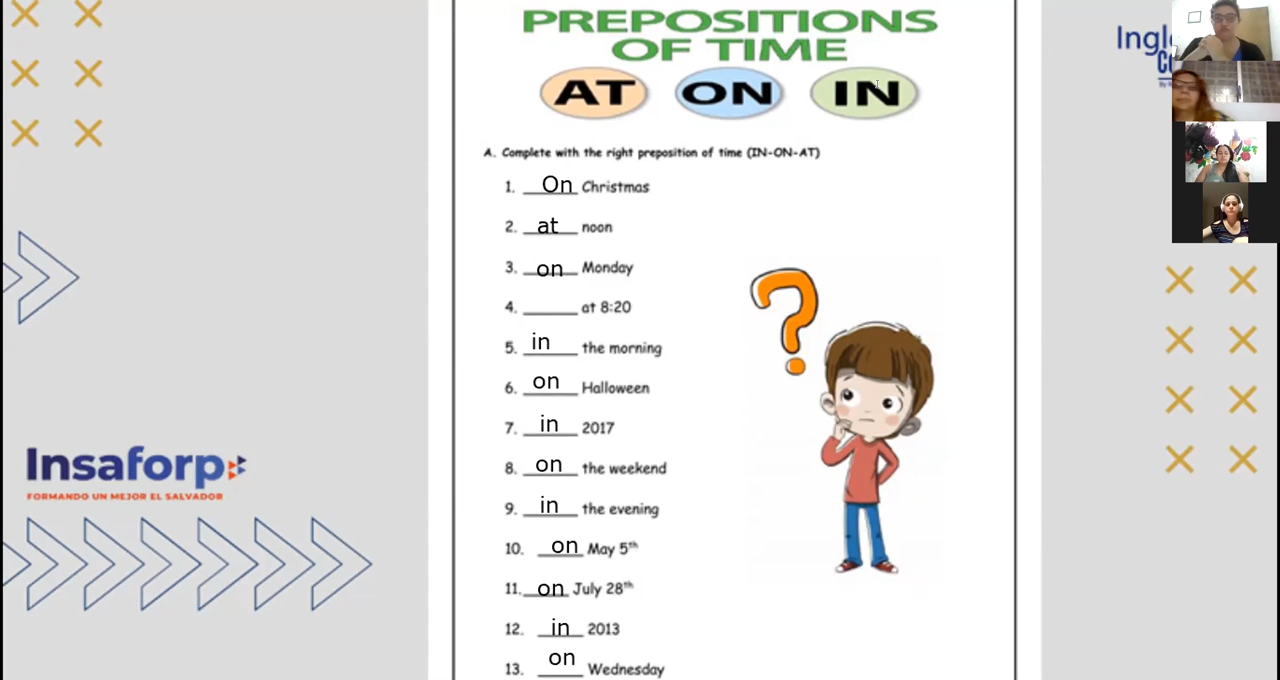 PREPOSITIONS
OF TIME
AT ON IN
A. Complete with the right preposition of time (IN-ON-AT)
1. On Christmas
2. at noon
3. on Monday
4. ______ at 8:20
5. in the morning
6. on Halloween
7. in 2017
8. on the weekend
9. in the evening
10. on May 5th
11. on July 28th
12. in 2013
13. on Wednesday
Insaforp
FORMANDO UN MEJOR EL SALVADOR